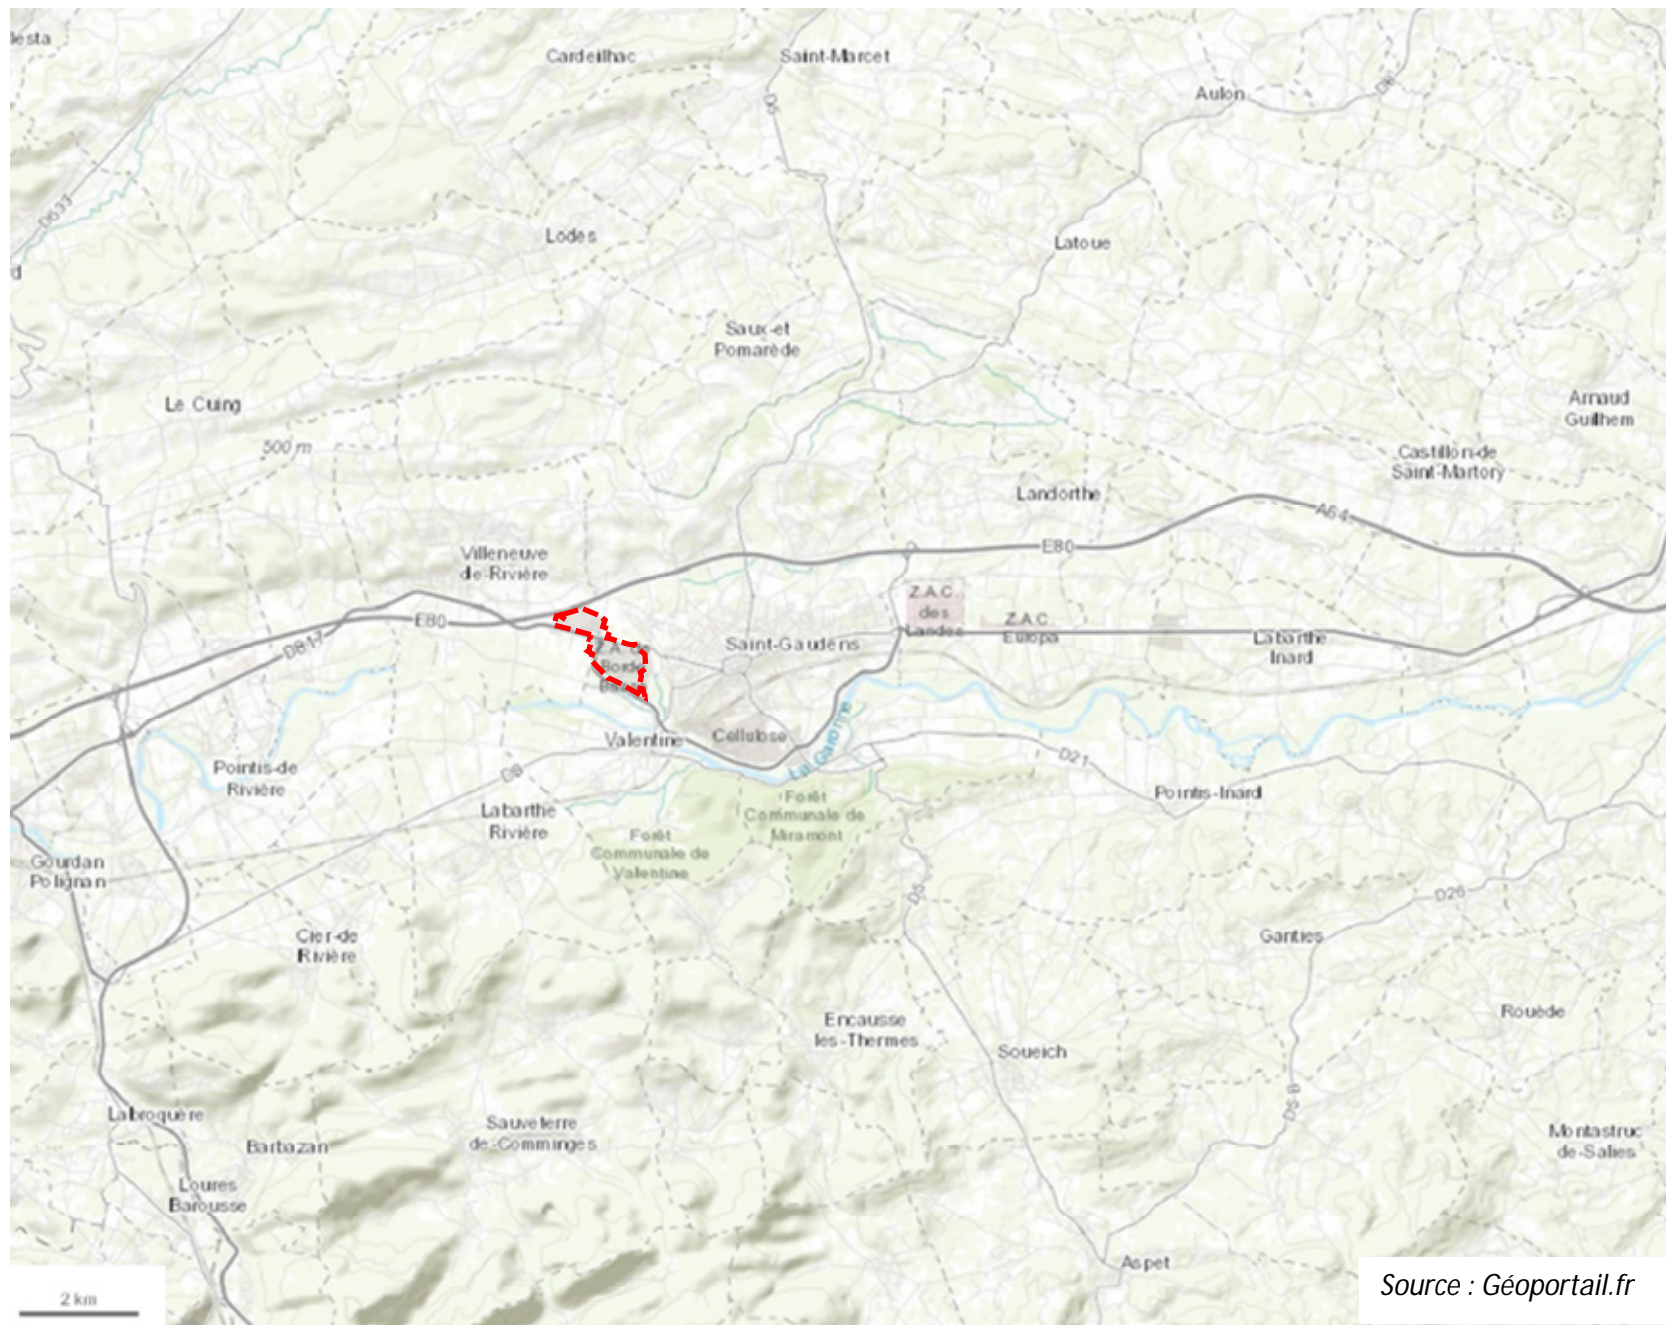 Cardeilhac
Saint-Marcet
Aulon
D633
Lodes
Latoue
Saux-et
Pomarède
Le Cuing
500 m
Arnaud
Guilhem
Castillon-de
Saint-Martory
Landorthe
A64
E80
Villeneuve
de-Rivière
Z.A.C.
des
Landes
Z.A.C.
Europa
E80
D817
Saint-Gaudens
Labarthe
Inard
Borde
Valentine
Cellulose
La Garonne
D21
Pointis-de
Rivière
D8
Labarthe
Rivière
Pointis-Inard
Forêt
Communale de
Miramont
Forêt
Communale de
Valentine
Gourdan
Polignan
D5
D26
Cier-de
Rivière
Ganties
Rouède
Encausse
les-Thermes
Soueich
Labroquère
Barbazan
Sauveterre
de-Comminges
Montastruc
de-Salies
Loures
Barousse
Aspet
2 km
Source : Géoportail.fr